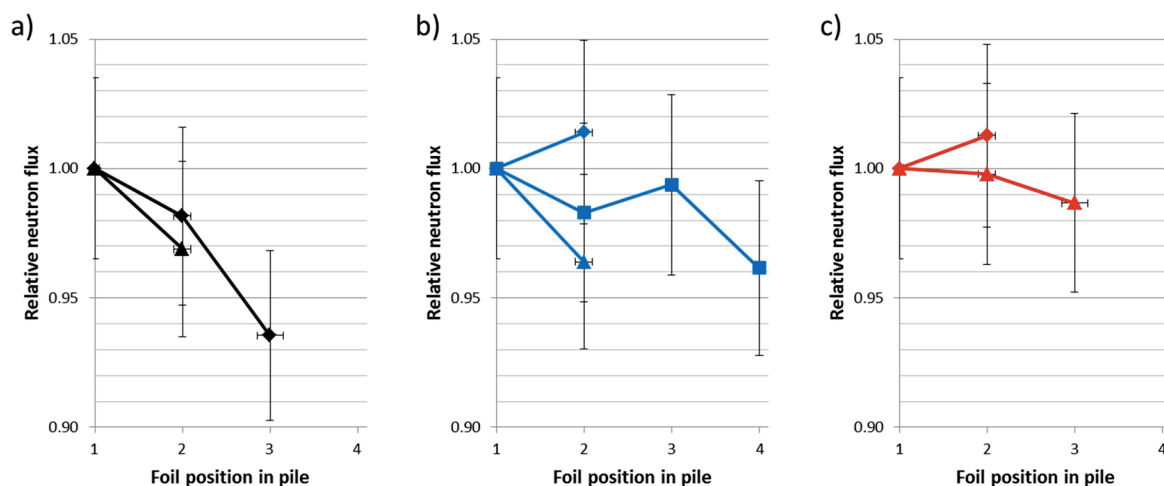 a)
1.05
1.00
0.95
0.90
Relative neutron flux
1 2 3 4
Foil position in pile
b)
1.05
1.00
0.95
0.90
Relative neutron flux
1 2 3 4
Foil position in pile
c)
1.05
1.00
0.95
0.90
Relative neutron flux
1 2 3 4
Foil position in pile